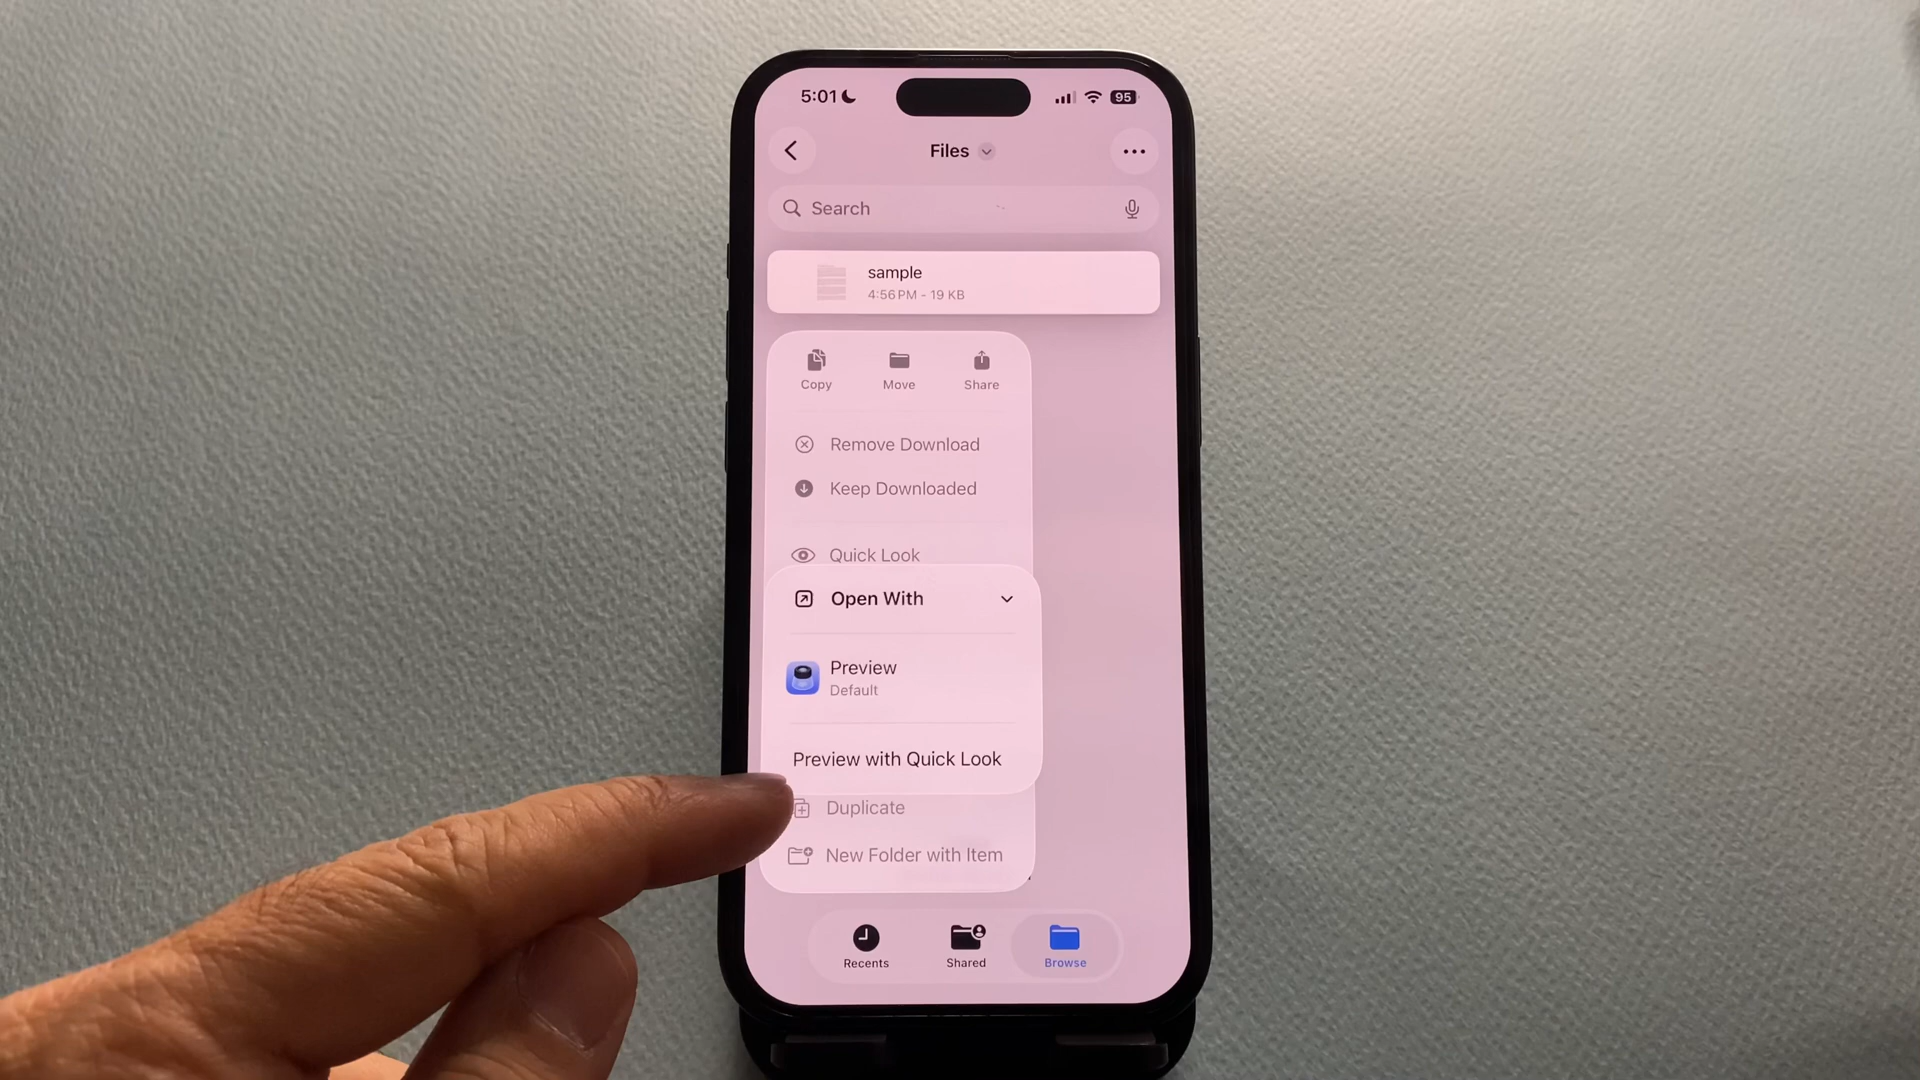 5:01
95
Files
Search
sample
4:56 PM - 19 KB
Copy Move Share
Remove Download
Keep Downloaded
Quick Look
Open With
Preview
Default
Preview with Quick Look
Duplicate
New Folder with Item
Recents Shared Browse